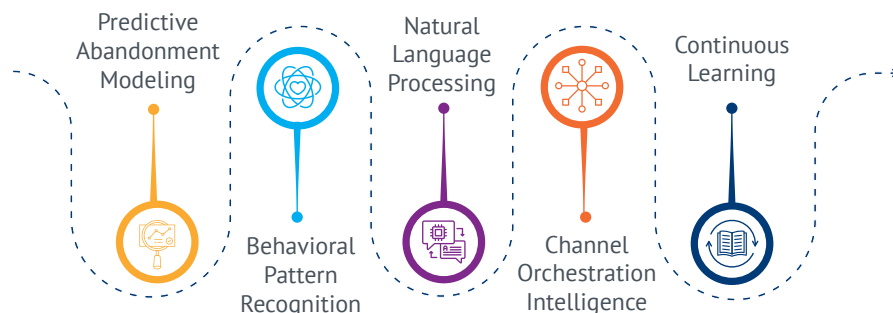 Predictive
Abandonment
Modeling
Behavioral
Pattern
Recognition
Natural
Language
Processing
Channel
Orchestration
Intelligence
Continuous
Learning